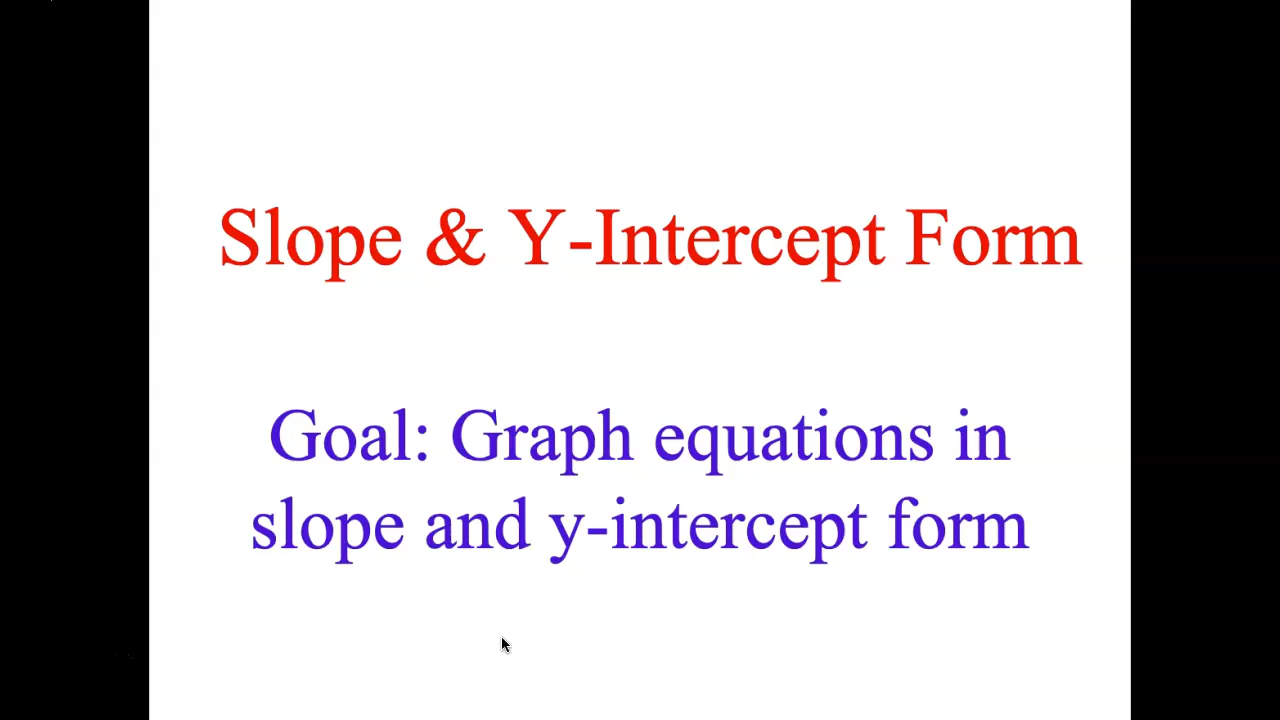 Slope & Y-Intercept Form
Goal: Graph equations in
slope and y-intercept form